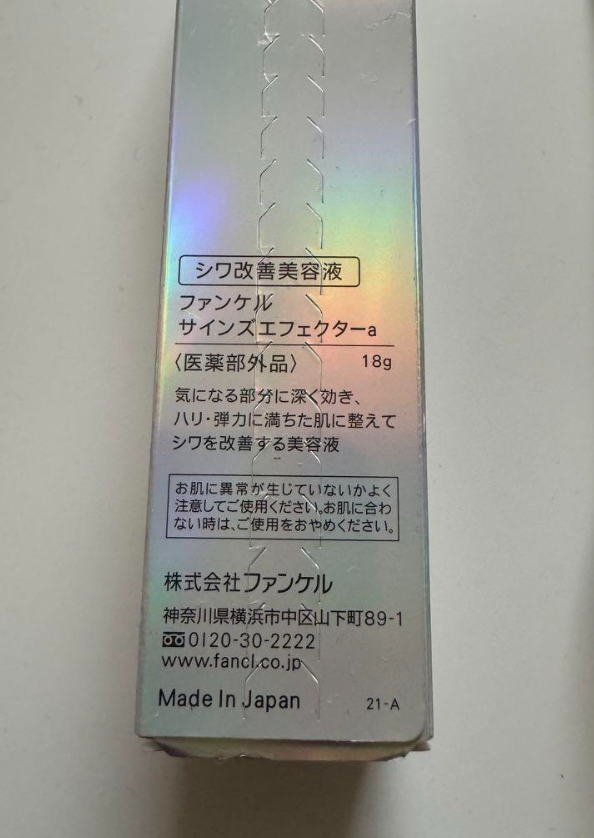 シワ改善美容液
ファンケル
サインズエフェクターa
〈医薬部外品〉 18g
気になる部分に深く効き、
ハリ・弾力に満ちた肌に整えて
シワを改善する美容液
お肌に異常が生じていないかよく
注意してご使用ください。お肌に合わ
ない時は、ご使用をおやめください。
株式会社ファンケル
神奈川県横浜市中区山下町89-1
0120-30-2222
www.fancl.co.jp
Made In Japan 21-A